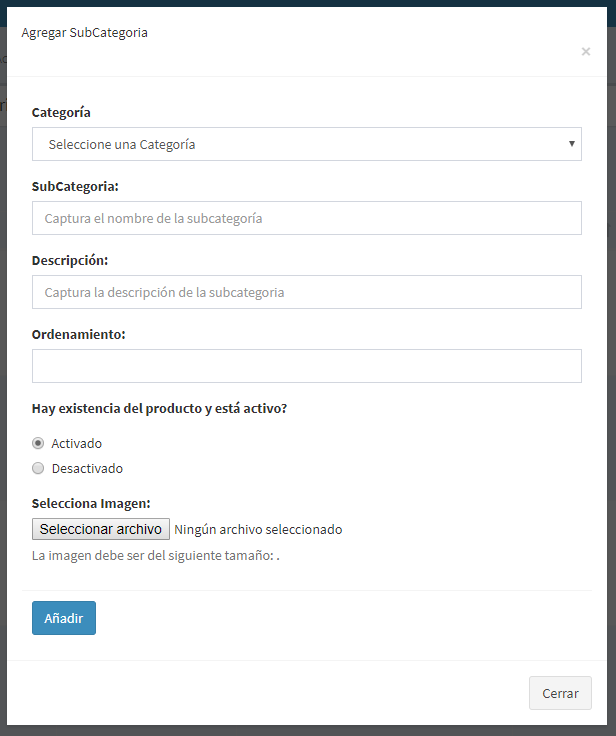 Agregar SubCategoria
×
Categoría
Seleccione una Categoría
SubCategoria:
Captura el nombre de la subcategoría
Descripción:
Captura la descripción de la subcategoria
Ordenamiento:
Hay existencia del producto y está activo?
Activado
Desactivado
Selecciona Imagen:
Seleccionar archivo Ningún archivo seleccionado
La imagen debe ser del siguiente tamaño: .
Añadir
Cerrar